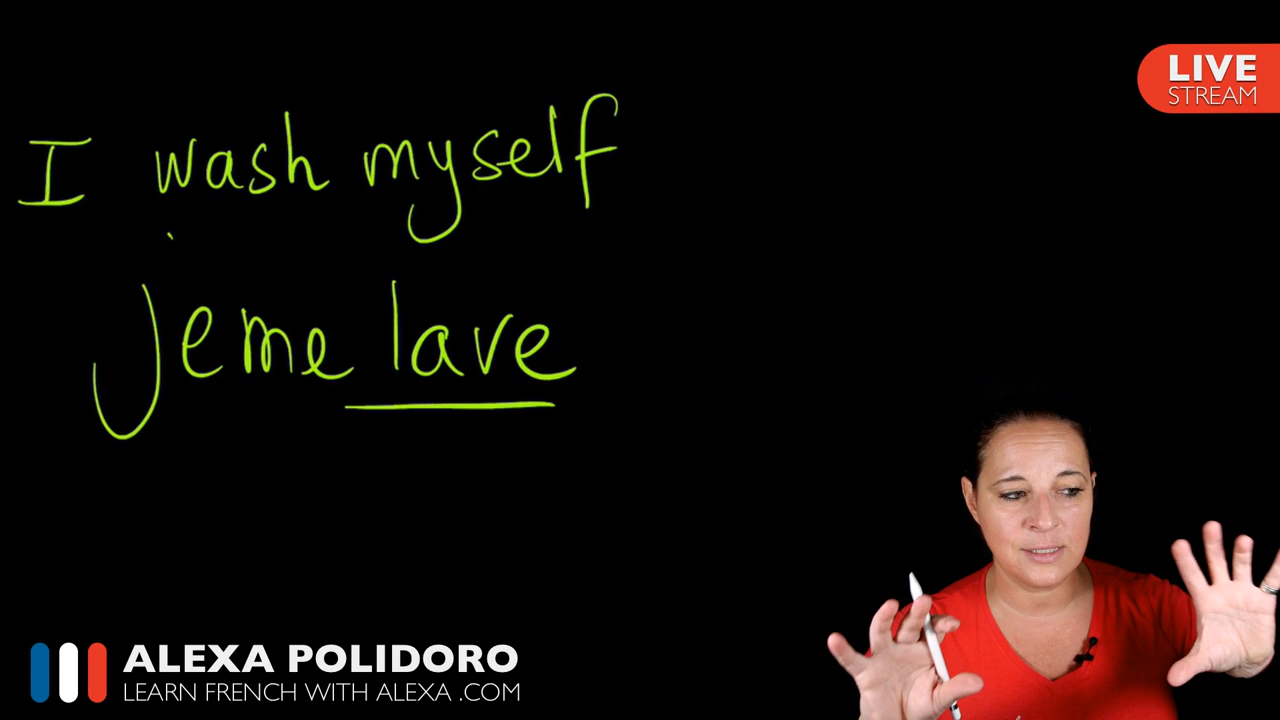 LIVE
STREAM
I wash myself
Je me lave
ALEXA POLIDORO
LEARN FRENCH WITH ALEXA .COM